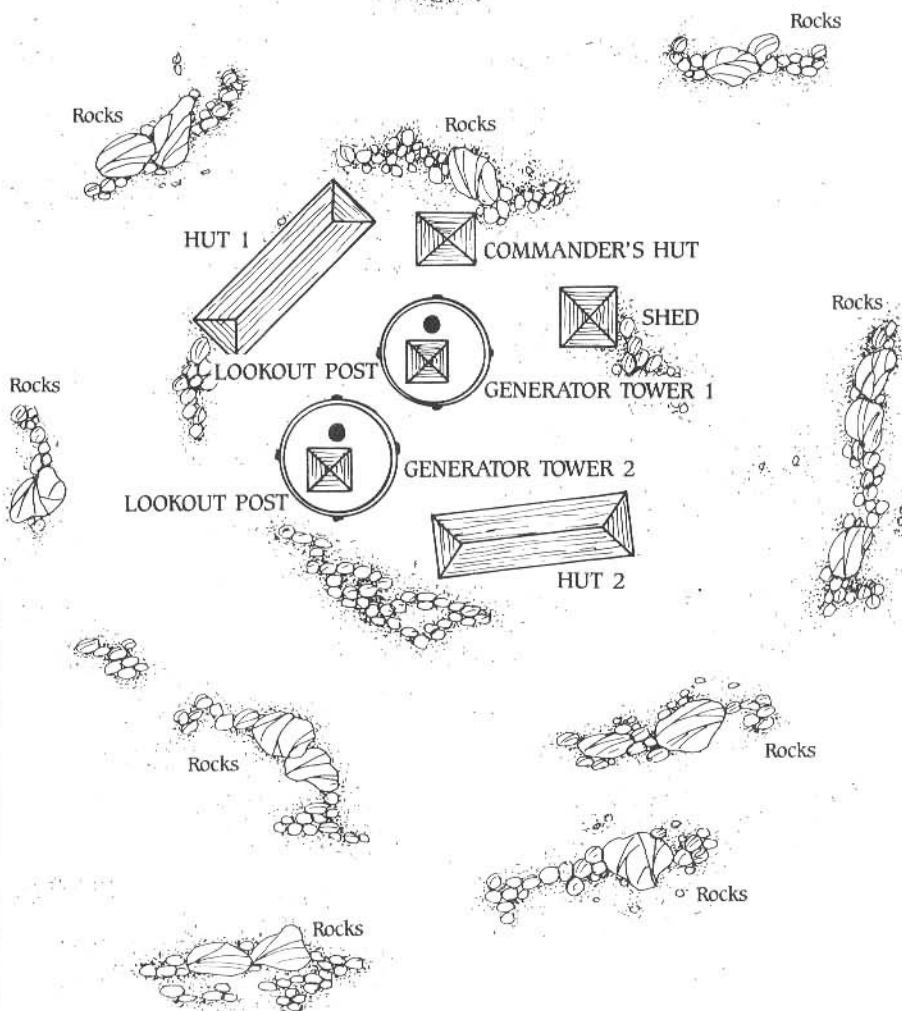 Rocks
Rocks
Rocks
HUT 1
COMMANDER'S HUT
Rocks
SHED
LOOKOUT POST
GENERATOR TOWER 1
Rocks
GENERATOR TOWER 2
LOOKOUT POST
HUT 2
Rocks
Rocks
Rocks
Rocks